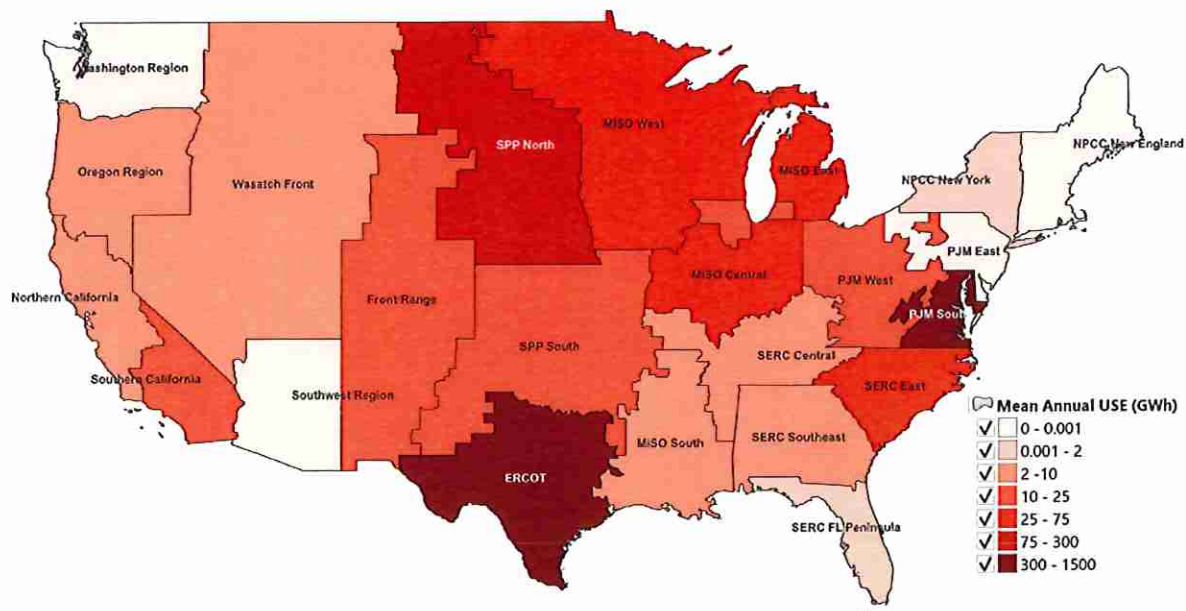 Washington Region
Oregon Region
Wasatch Front
SPP North
MISO West
MISO East
NPCC New York
NPCC New England
Northern California
Front Range
MISO Central
PJM West
PJM East
PJM South
Southern California
Southwest Region
SPP South
SERC Central
SERC East
MISO South
SERC Southeast
ERCOT
SERC FL Peninsula
Mean Annual USE (GWh)
0 - 0.001
0.001 - 2
2 -10
10 - 25
25 - 75
75 - 300
300 - 1500